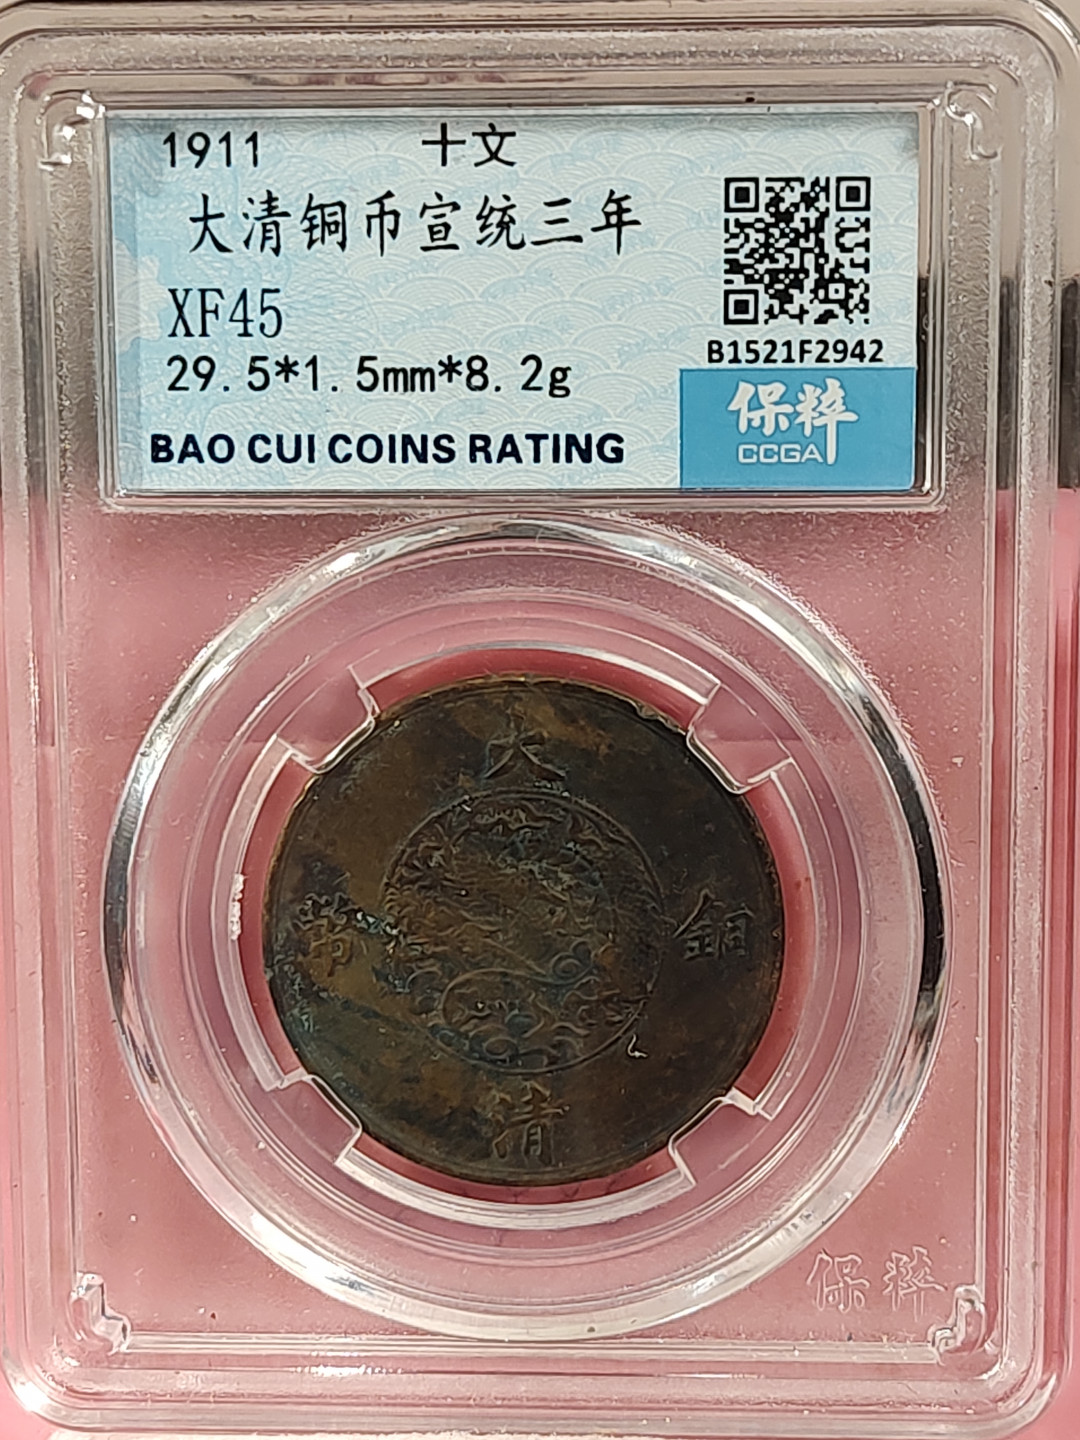 1911 十文
大清铜币宣统三年
XF45
29.5*1.5mm*8.2g
BAO CUI COINS RATING
B1521F2942
保粹
CCGA
大
幣 銅
清
保粹